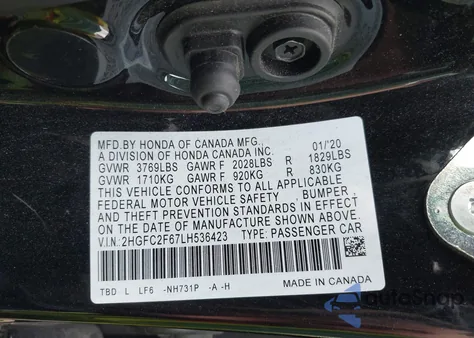 MFD.BY HONDA OF CANADA MFG., 01/'20
A DIVISION OF HONDA CANADA INC.
GVWR 3769LBS GAWR F 2028LBS R 1829LBS
GVWR 1710KG GAWR F 920KG R 830KG
THIS VEHICLE CONFORMS TO ALL APPLICABLE
FEDERAL MOTOR VEHICLE SAFETY, BUMPER,
AND THEFT PREVENTION STANDARDS IN EFFECT
ON THE DATE OF MANUFACTURE SHOWN ABOVE.
V.I.N: 2HGFC2F67LH536423 TYPE: PASSENGER CAR
TBD L LF6 -NH731P -A -H MADE IN CANADA
AutoSnap